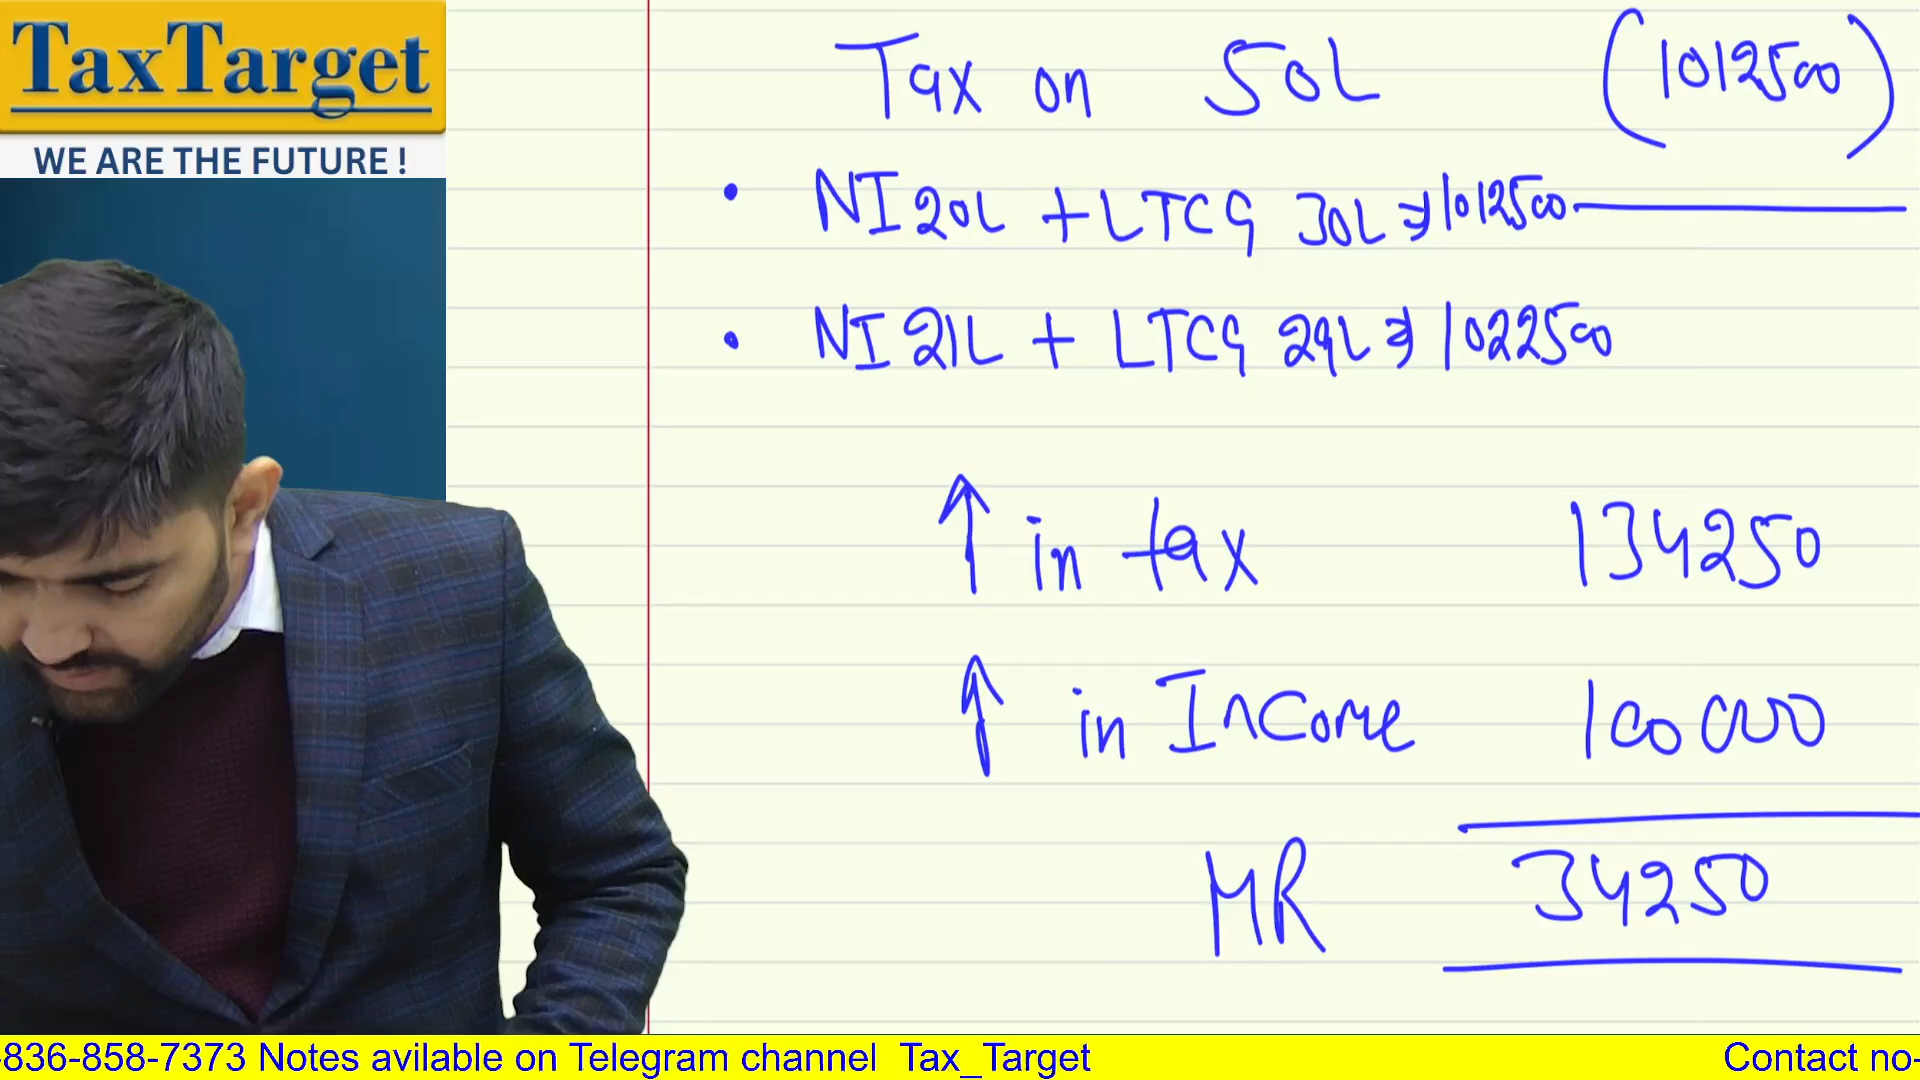 TaxTarget
WE ARE THE FUTURE !
Tax on 50L (1012500)
• NI 20L + LTCG 30L ⇒ 1012500
• NI 21L + LTCG 29L ⇒ 1022500
↑ in tax 134250
↑ in Income 100000
MR 34250
-836-858-7373 Notes avilable on Telegram channel Tax_Target Contact no-